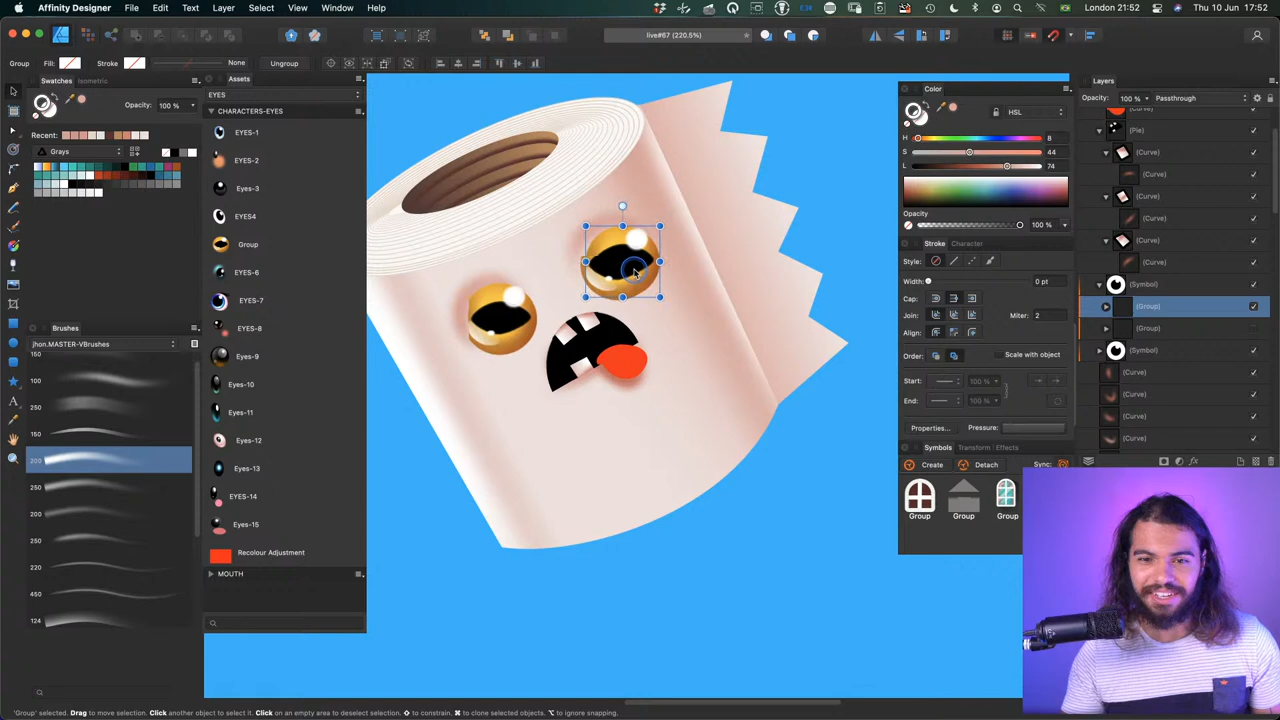 Affinity Designer File Edit Text Layer Select View Window Help London 21:52 Thu 10 Jun 17:52
live#67 (220.5%)
Group Fill: Stroke: None Ungroup
Swatches Isometric
Opacity: 100 %
Recent:
Grays
Brushes
jhon.MASTER-VBrushes
150
100
250
150
200
250
200
250
220
450
124
Assets
EYES
CHARACTERS-EYES
EYES-1
EYES-2
Eyes-3
EYES4
Group
EYES-6
EYES-7
EYES-8
Eyes-9
Eyes-10
Eyes-11
Eyes-12
Eyes-13
EYES-14
Eyes-15
Recolour Adjustment
MOUTH
Color
HSL
H 8
S 44
L 74
Opacity
100 %
Stroke Character
Style:
Width: 0 pt
Cap:
Join: Miter: 2
Align:
Order: Scale with object
Start: 100 %
End: 100 %
Properties... Pressure:
Symbols Transform Effects
Create Detach Sync:
Group Group Group
Layers
Opacity: 100 % Passthrough
(Curve)
(Pie)
(Curve)
(Curve)
(Curve)
(Curve)
(Curve)
(Curve)
(Symbol)
(Group)
(Group)
(Symbol)
(Curve)
(Curve)
(Curve)
(Curve)
'Group' selected. Drag to move selection. Click another object to select it. Click on an empty area to deselect selection. ⇧ to constrain. ⌘ to clone selected objects. ⌥ to ignore snapping.